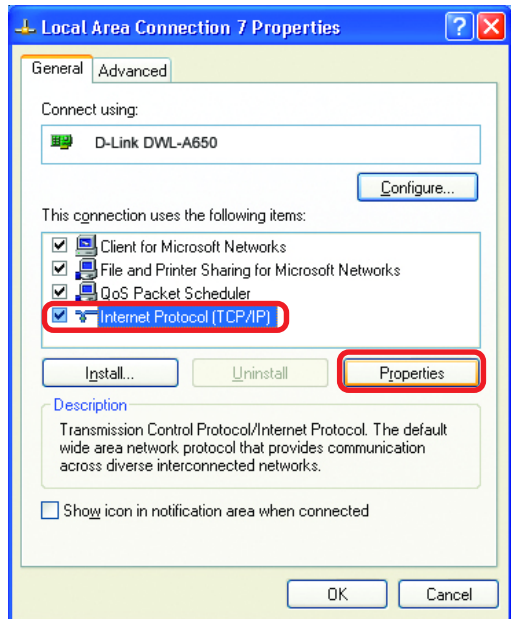 Local Area Connection 7 Properties
General Advanced
Connect using:
D-Link DWL-A650
Configure...
This connection uses the following items:
Client for Microsoft Networks
File and Printer Sharing for Microsoft Networks
QoS Packet Scheduler
Internet Protocol (TCP/IP)
Install... Uninstall Properties
Description
Transmission Control Protocol/Internet Protocol. The default
wide area network protocol that provides communication
across diverse interconnected networks.
Show icon in notification area when connected
OK Cancel